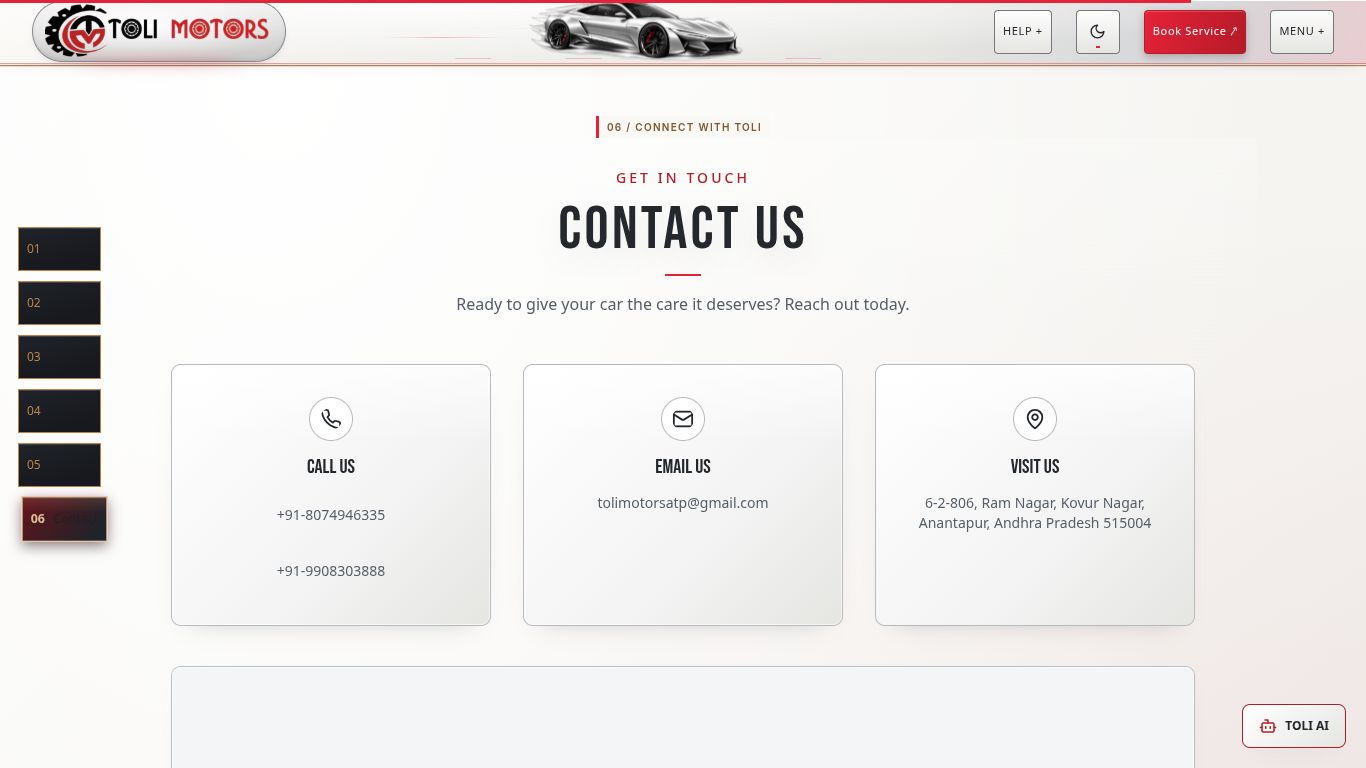 TOLI MOTORS
HELP +
Book Service ↗
MENU +
06 / CONNECT WITH TOLI
GET IN TOUCH
CONTACT US
Ready to give your car the care it deserves? Reach out today.
01
02
03
04
05
06
CALL US
+91-8074946335
+91-9908303888
EMAIL US
tolimotorsatp@gmail.com
VISIT US
6-2-806, Ram Nagar, Kovur Nagar,
Anantapur, Andhra Pradesh 515004
TOLI AI